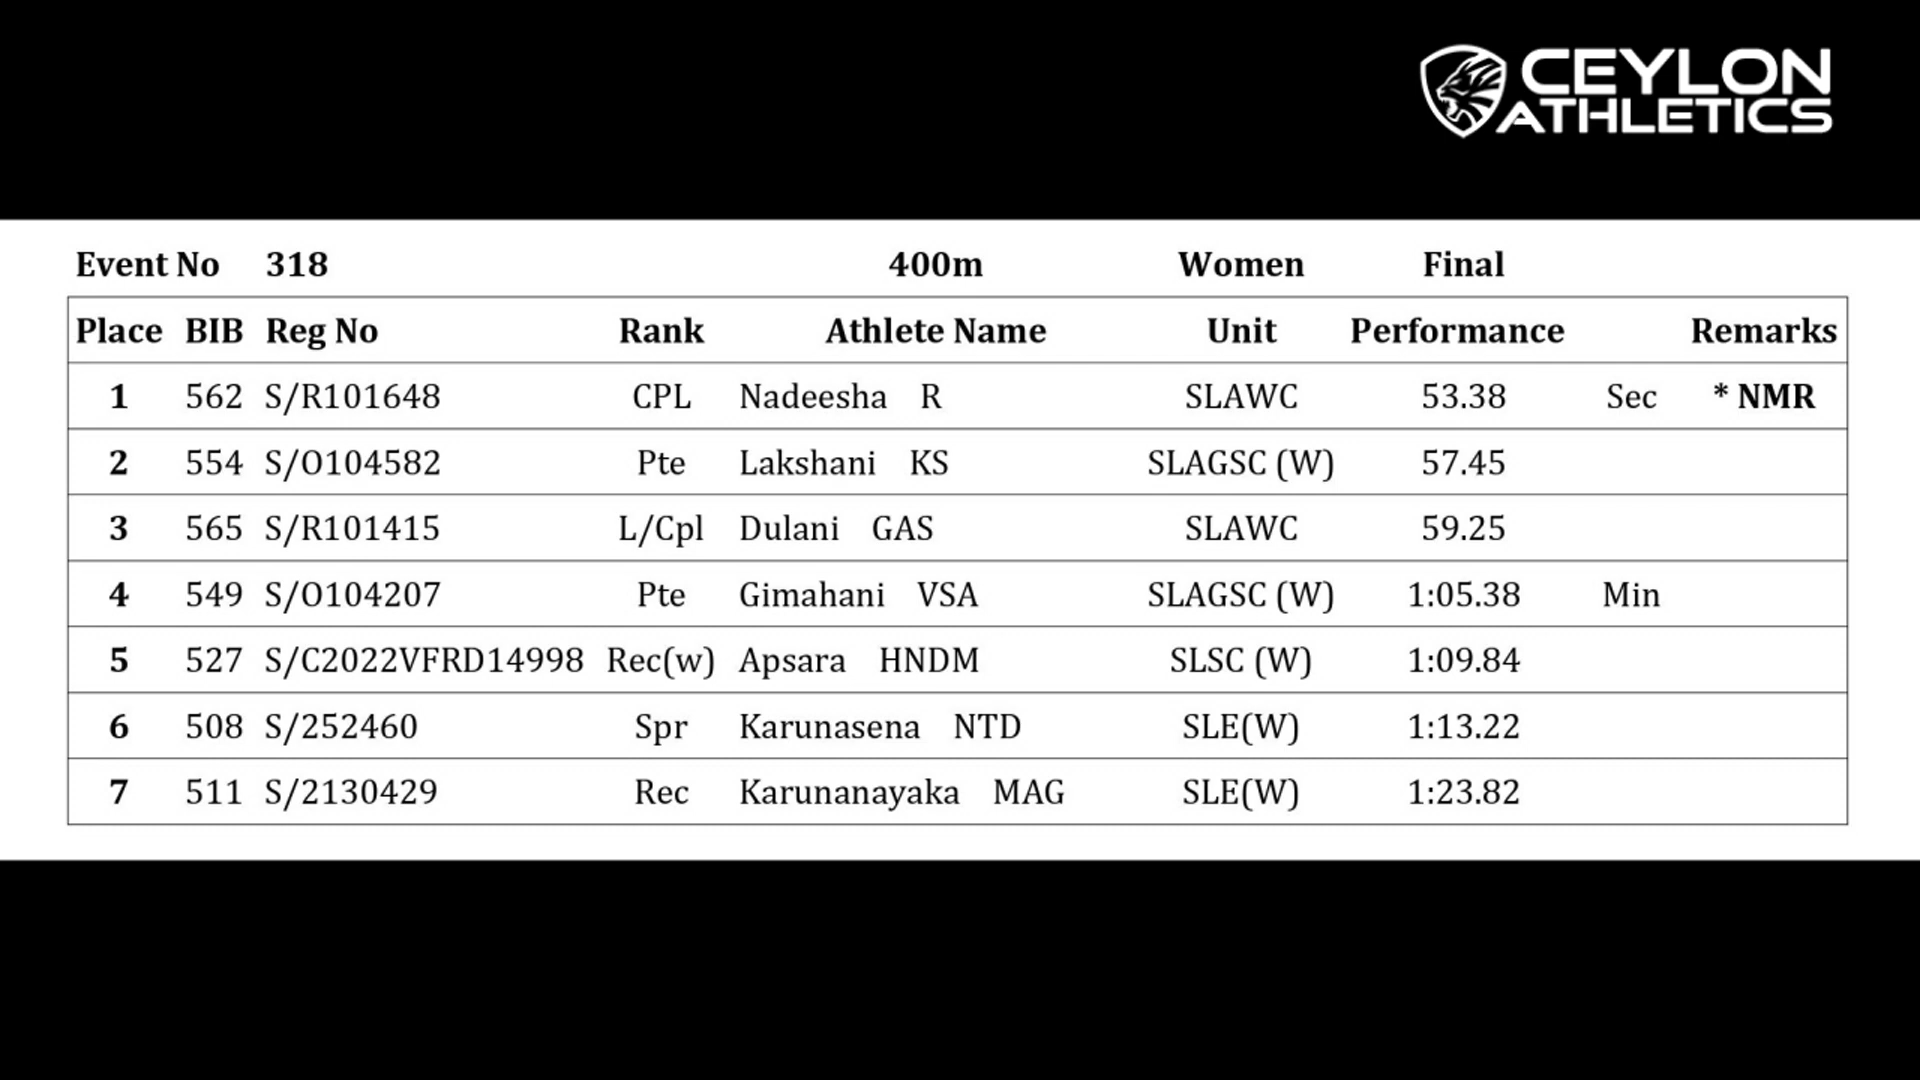 CEYLON
ATHLETICS
Event No 318 400m Women Final
Place BIB Reg No Rank Athlete Name Unit Performance Remarks
1 562 S/R101648 CPL Nadeesha R SLAWC 53.38 Sec * NMR
2 554 S/O104582 Pte Lakshani KS SLAGSC (W) 57.45
3 565 S/R101415 L/Cpl Dulani GAS SLAWC 59.25
4 549 S/O104207 Pte Gimahani VSA SLAGSC (W) 1:05.38 Min
5 527 S/C2022VFRD14998 Rec(w) Apsara HNDM SLSC (W) 1:09.84
6 508 S/252460 Spr Karunasena NTD SLE(W) 1:13.22
7 511 S/2130429 Rec Karunanayaka MAG SLE(W) 1:23.82